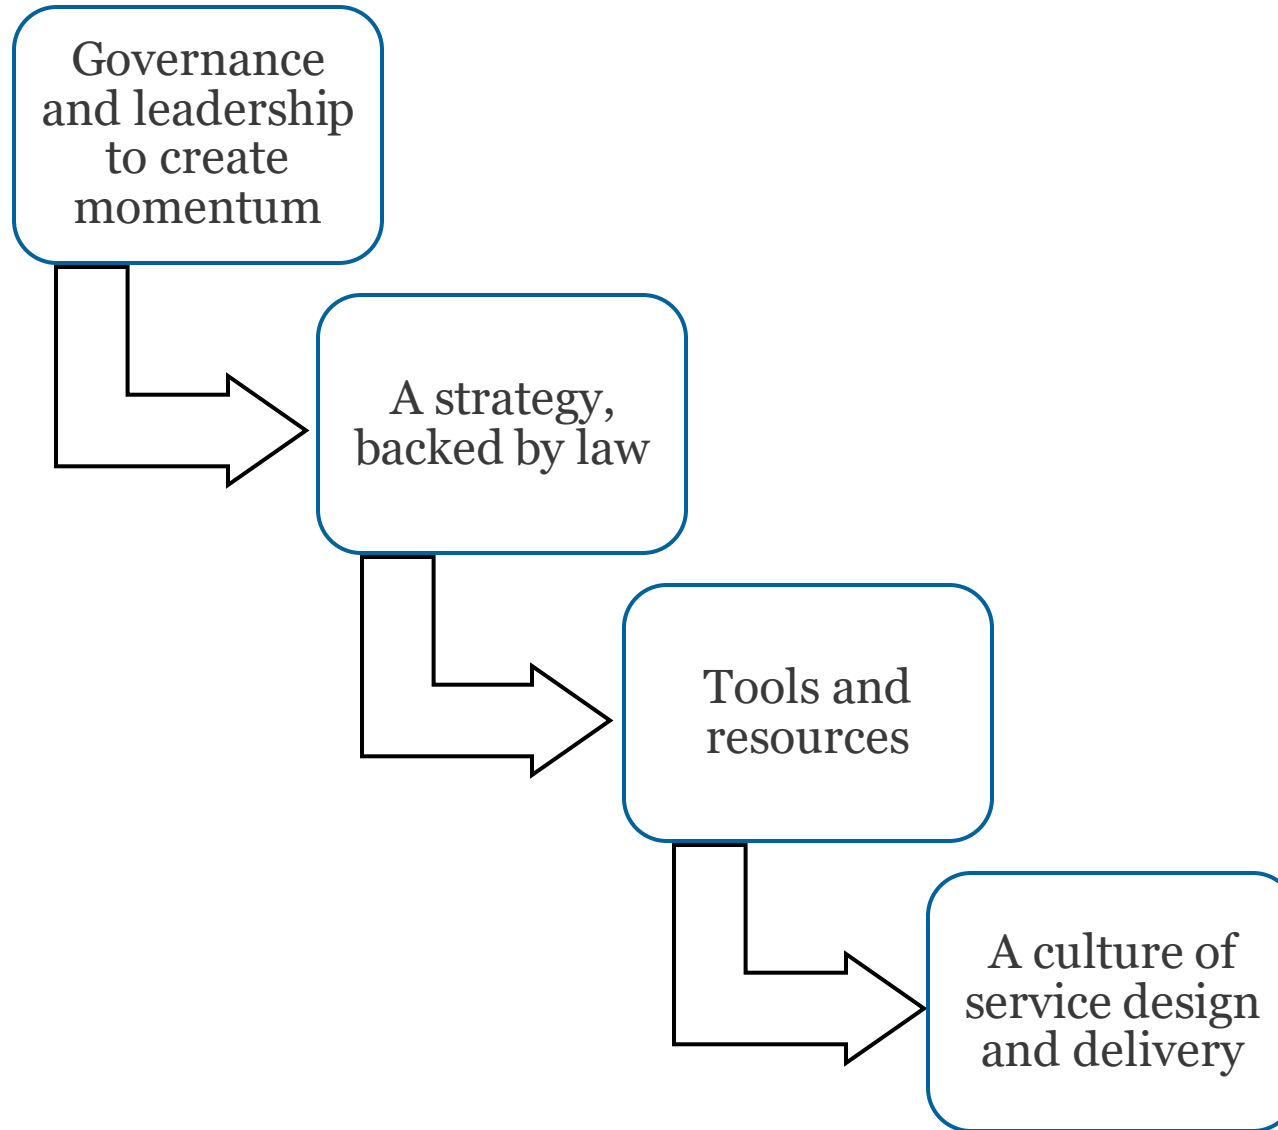 Governance
and leadership
to create
momentum
A strategy,
backed by law
Tools and
resources
A culture of
service design
and delivery